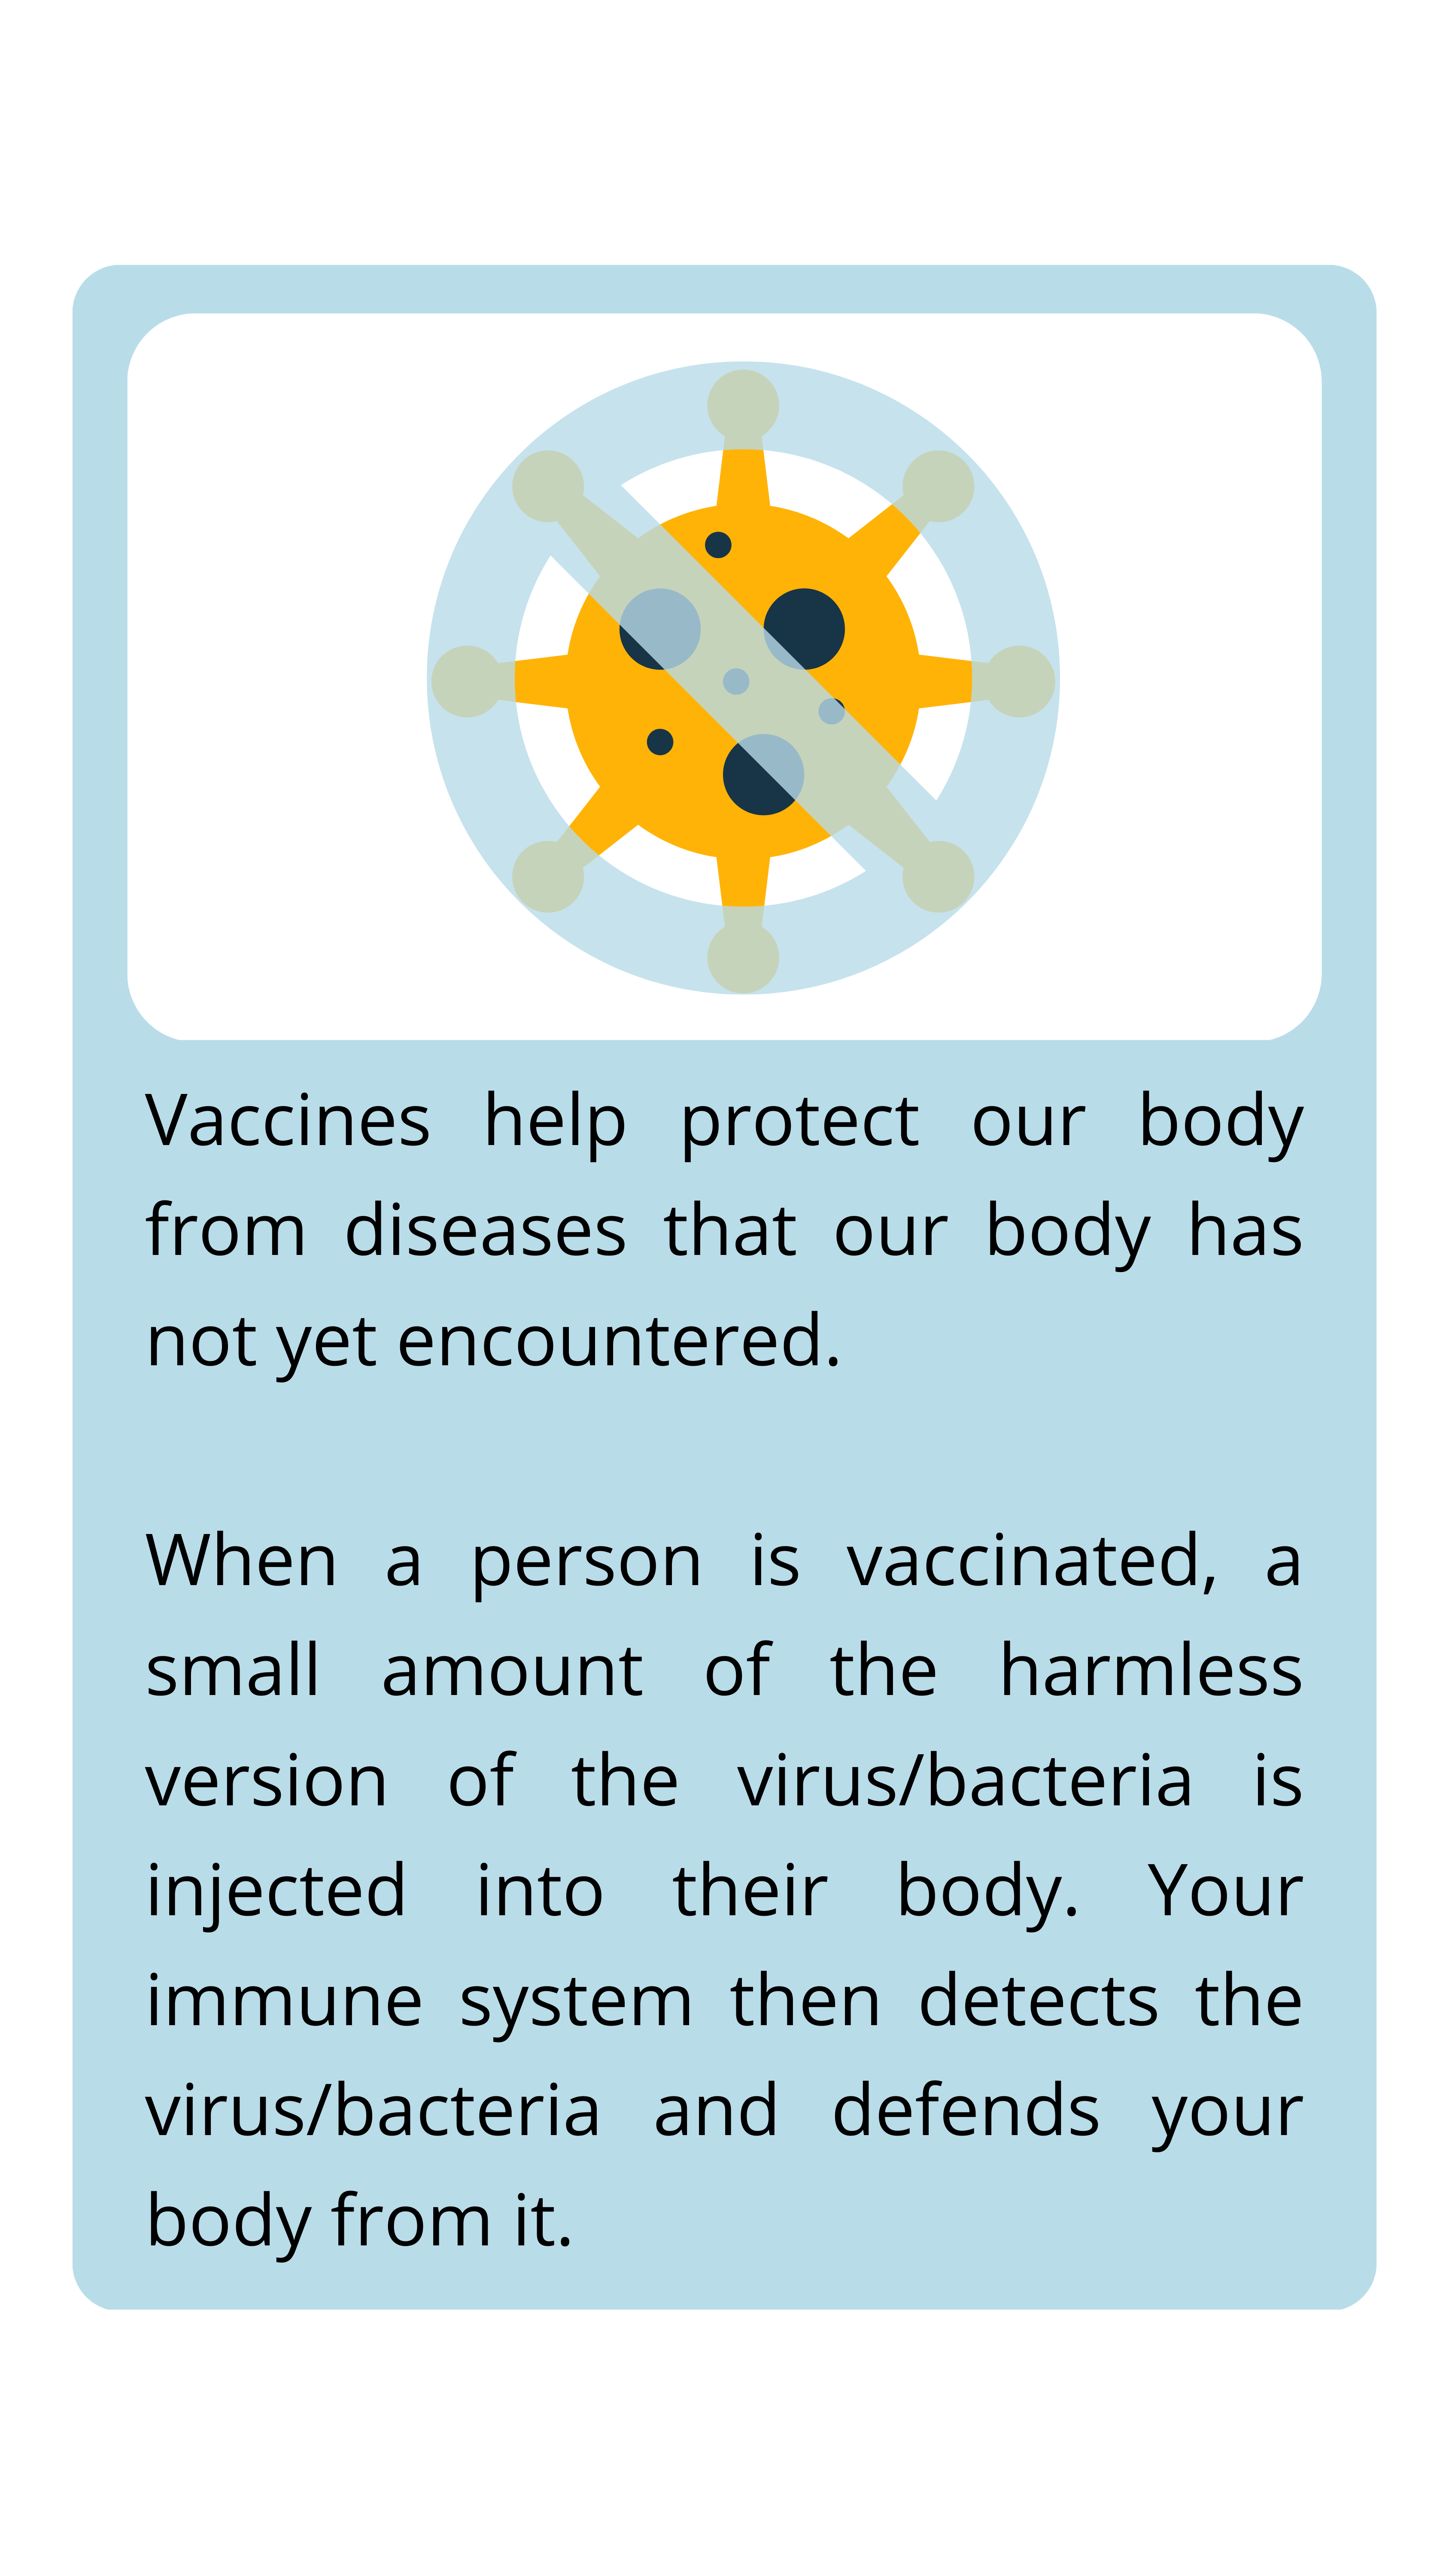 Vaccines help protect our body
from diseases that our body has
not yet encountered.
When a person is vaccinated, a
small amount of the harmless
version of the virus/bacteria is
injected into their body. Your
immune system then detects the
virus/bacteria and defends your
body from it.